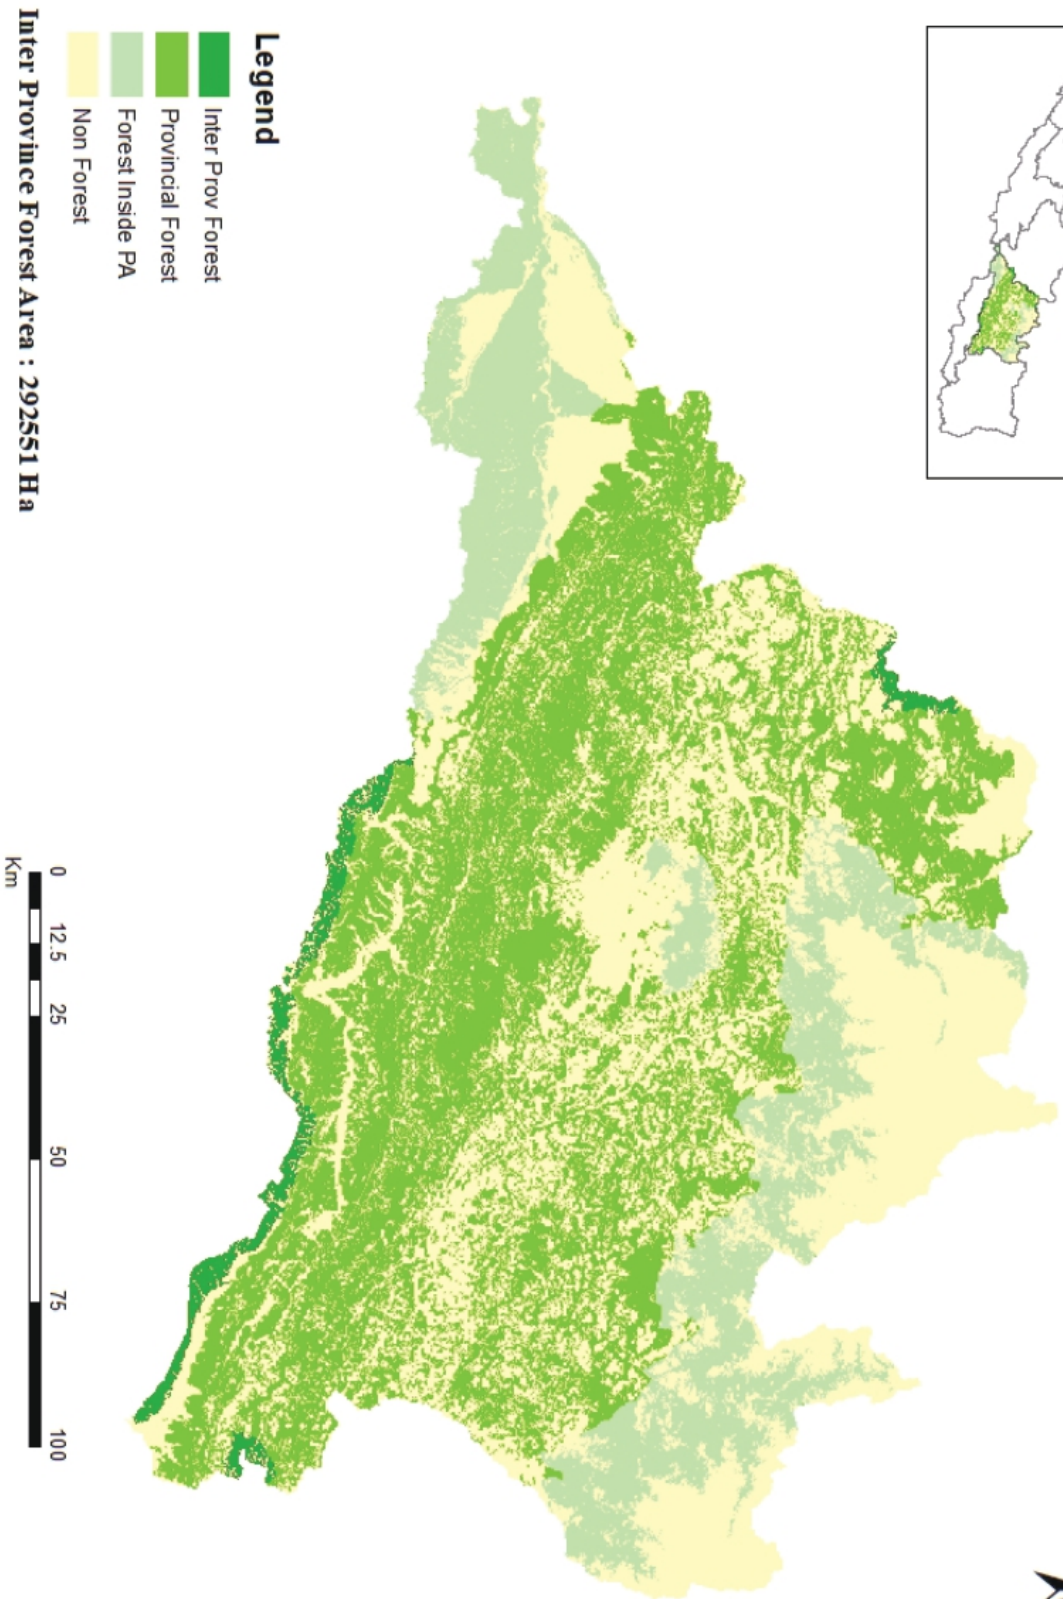 Legend
Inter Prov Forest
Provincial Forest
Forest Inside PA
Non Forest
Inter Province Forest Area : 292551 Ha
0 12.5 25 50 75 100
Km